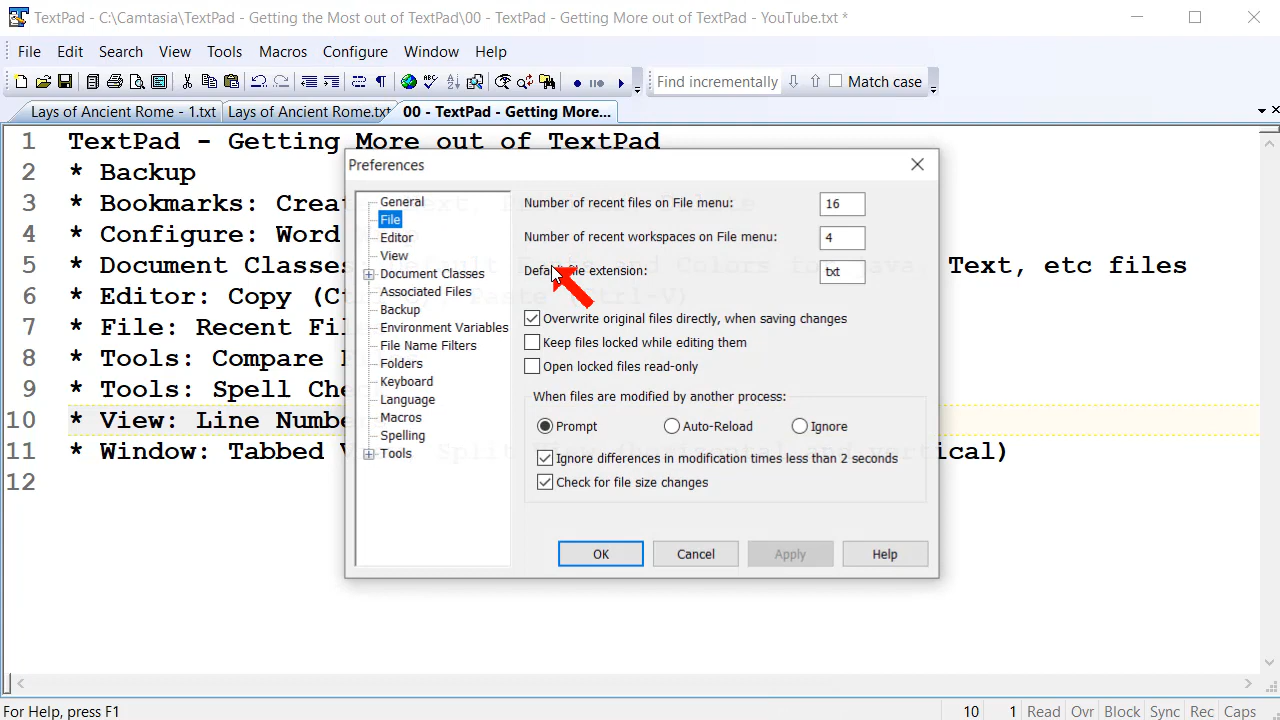 TextPad - C:\Camtasia\TextPad - Getting the Most out of TextPad\00 - TextPad - Getting More out of TextPad - YouTube.txt *
File Edit Search View Tools Macros Configure Window Help
Find incrementally Match case
Lays of Ancient Rome - 1.txt Lays of Ancient Rome.txt 00 - TextPad - Getting More...
1 TextPad - Getting More out of TextPad
2 * Backup
3 * Bookmarks:
4 * Configure: Word
5 * Document Classes Text, etc files
6 * Editor: Copy
7 * File: Recent
8 * Tools: Compare
9 * Tools: Spell
10 * View: Line
11 * Window: Tabbed vertical)
12
Preferences
General
File
Editor
View
Document Classes
Associated Files
Backup
Environment Variables
File Name Filters
Folders
Keyboard
Language
Macros
Spelling
Tools
Number of recent files on File menu: 16
Number of recent workspaces on File menu: 4
file extension: txt
Overwrite original files directly, when saving changes
Keep files locked while editing them
Open locked files read-only
When files are modified by another process:
Prompt Auto-Reload Ignore
Ignore differences in modification times less than 2 seconds
Check for file size changes
OK Cancel Apply Help
For Help, press F1 10 1 Read Ovr Block Sync Rec Caps